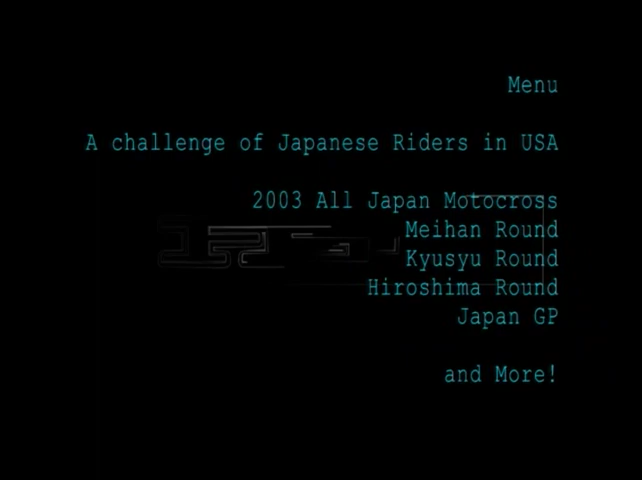 Menu
A challenge of Japanese Riders in USA
2003 All Japan Motocross
Meihan Round
Kyusyu Round
Hiroshima Round
Japan GP
and More!